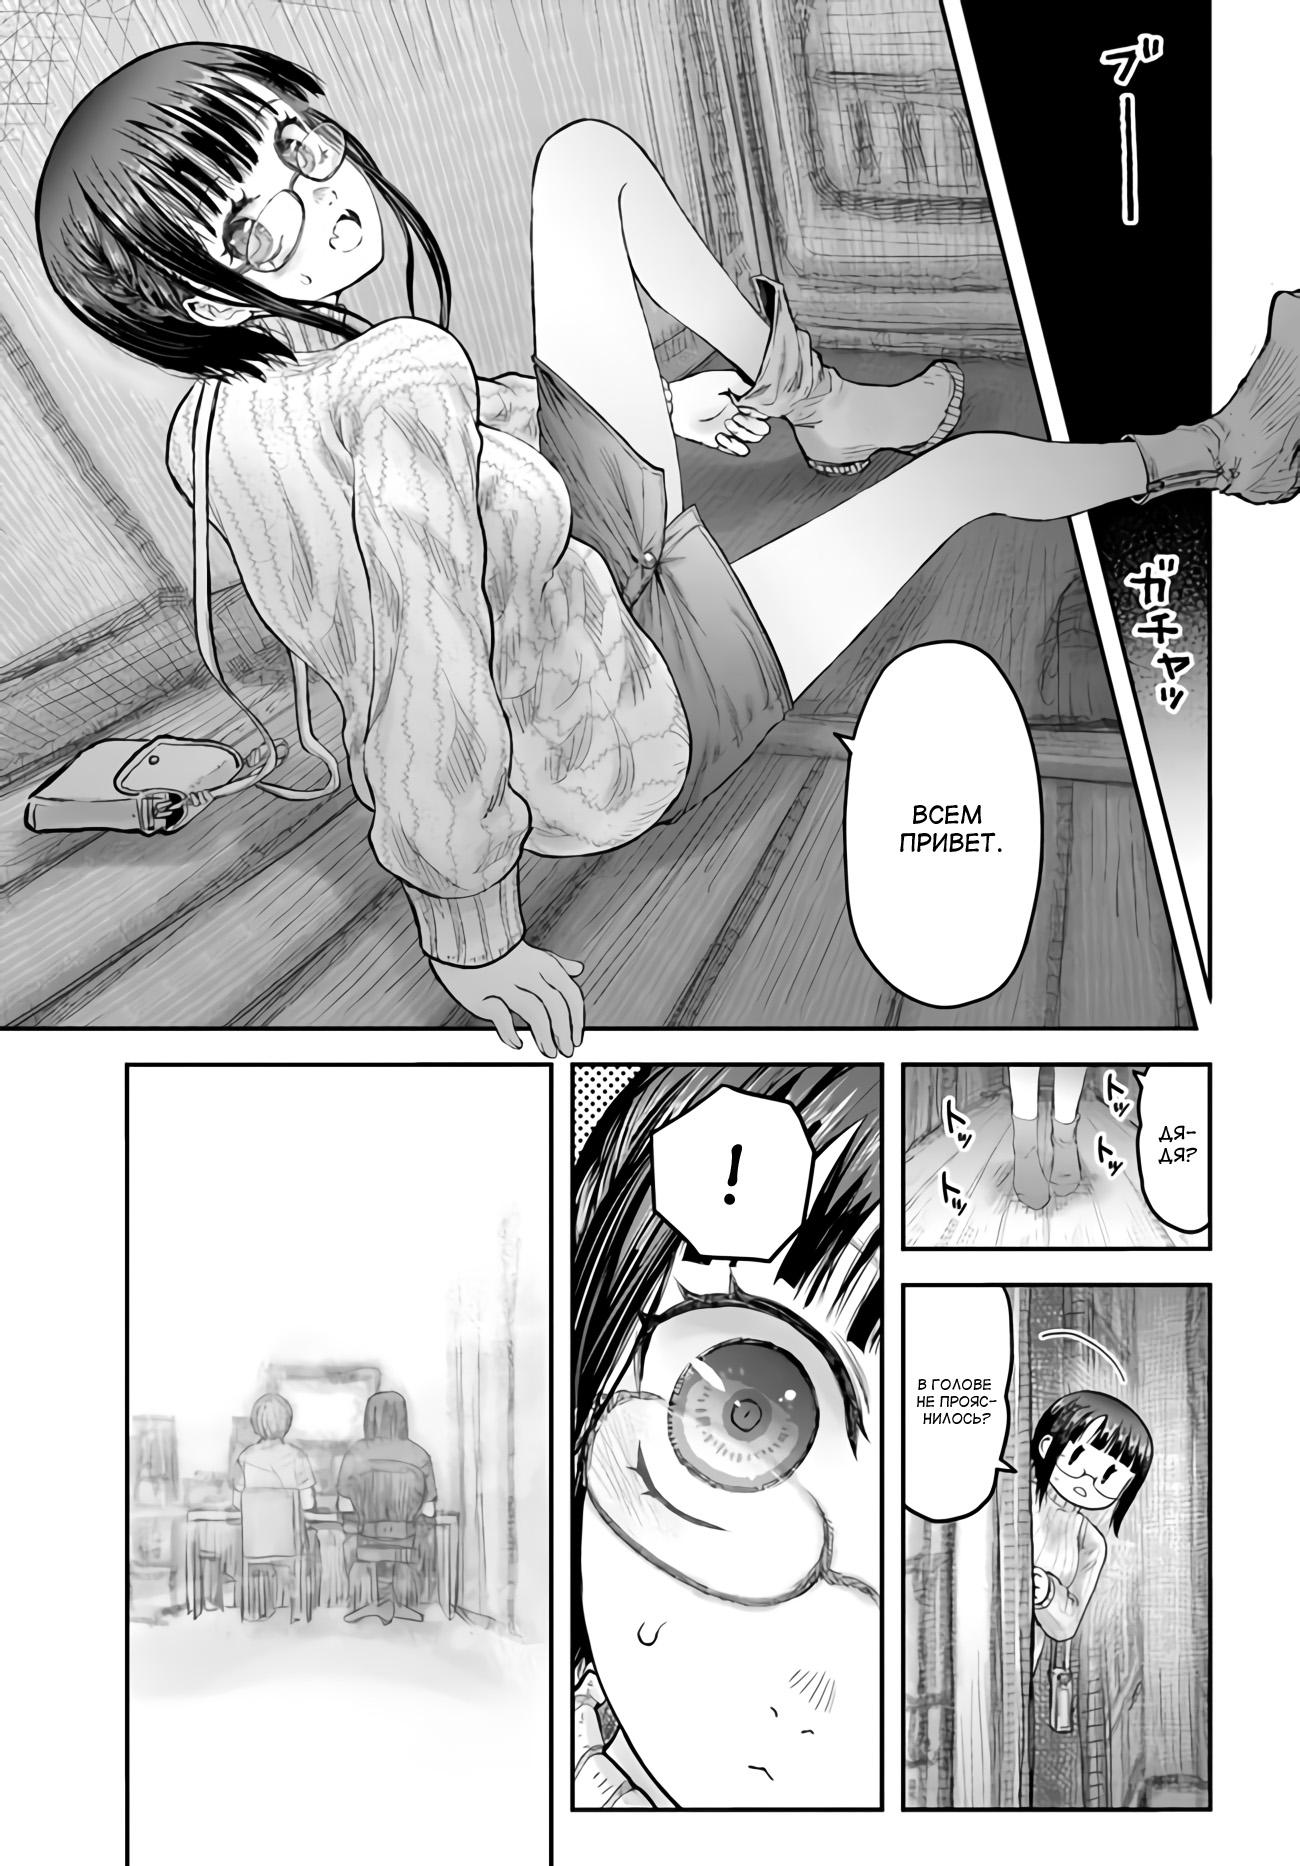 ブー
ガチャッ
ВСЕМ
ПРИВЕТ.
ДЯ-
ДЯ?
トッ
トッ
トッ
トッ
В ГОЛОВЕ
НЕ ПРОЯС-
НИЛОСЬ?
!